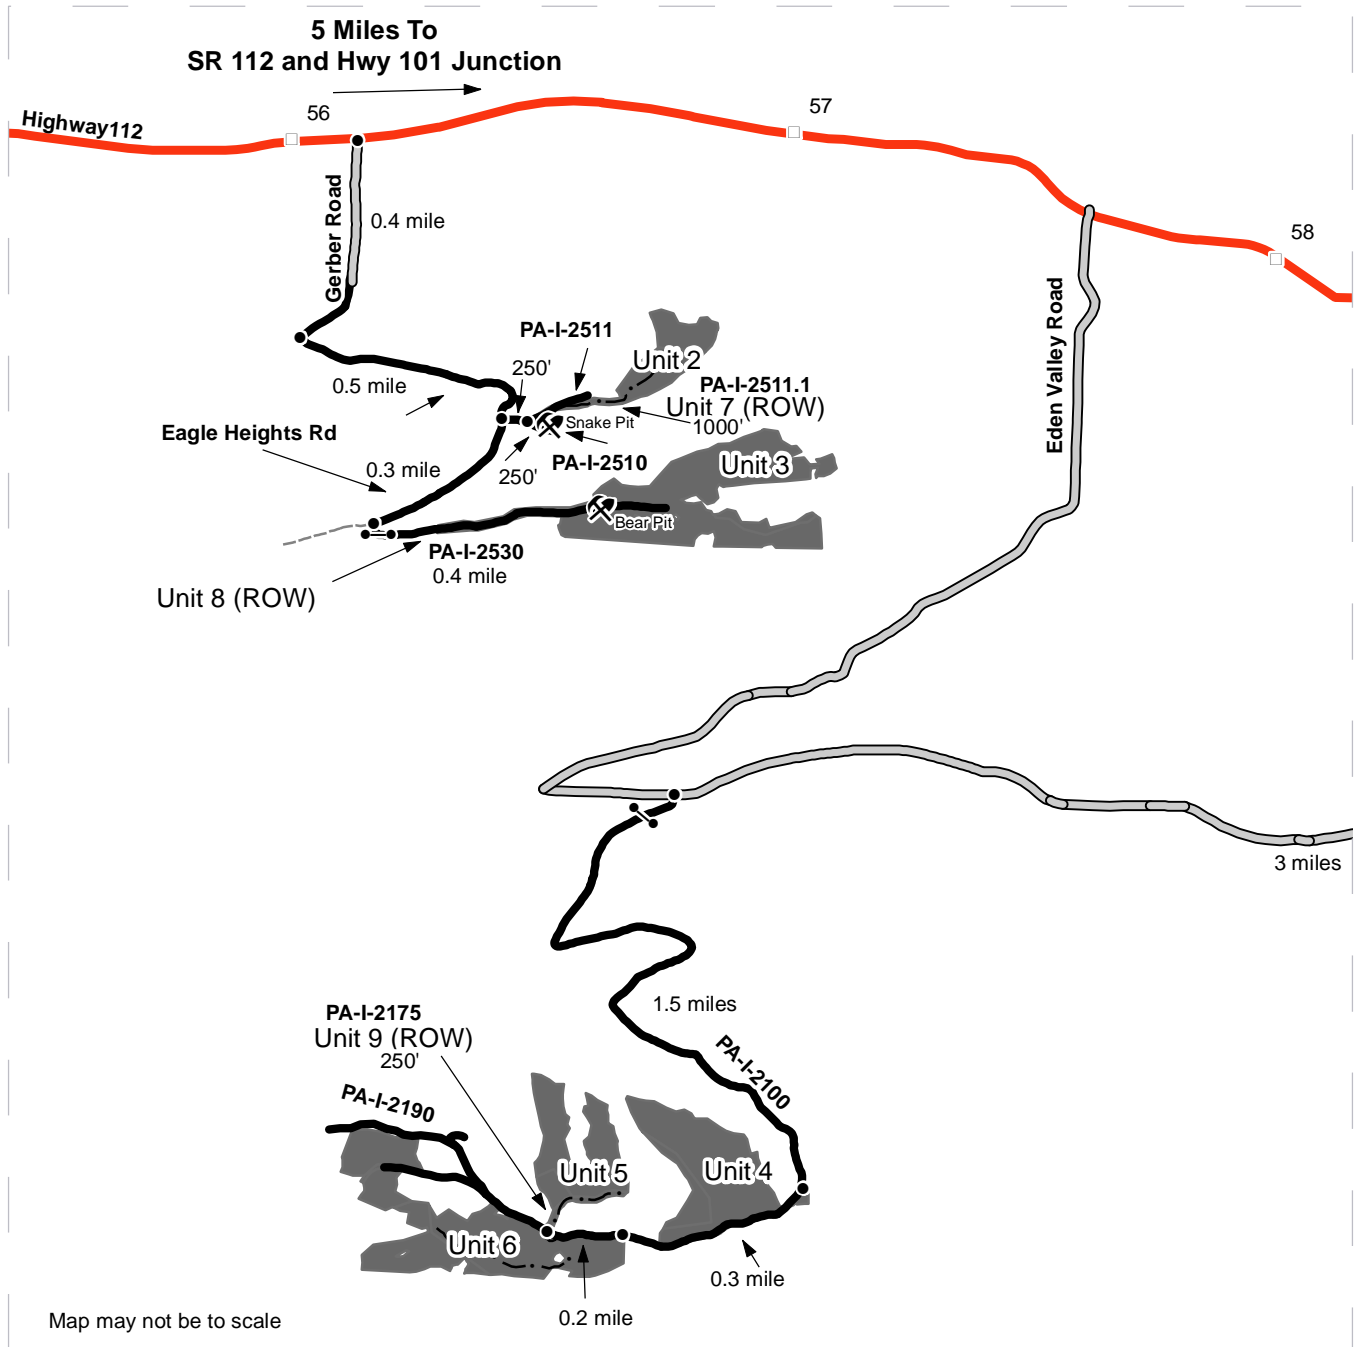 5 Miles To
SR 112 and Hwy 101 Junction
Highway112
56
57
58
Gerber Road
0.4 mile
Eden Valley Road
PA-I-2511
Unit 2
250'
0.5 mile
PA-I-2511.1
Unit 7 (ROW)
1000'
Snake Pit
Eagle Heights Rd
0.3 mile
250'
PA-I-2510
Unit 3
Bear Pit
PA-I-2530
0.4 mile
Unit 8 (ROW)
3 miles
1.5 miles
PA-I-2175
Unit 9 (ROW)
250'
PA-I-2100
PA-I-2190
Unit 5
Unit 4
Unit 6
0.3 mile
0.2 mile
Map may not be to scale